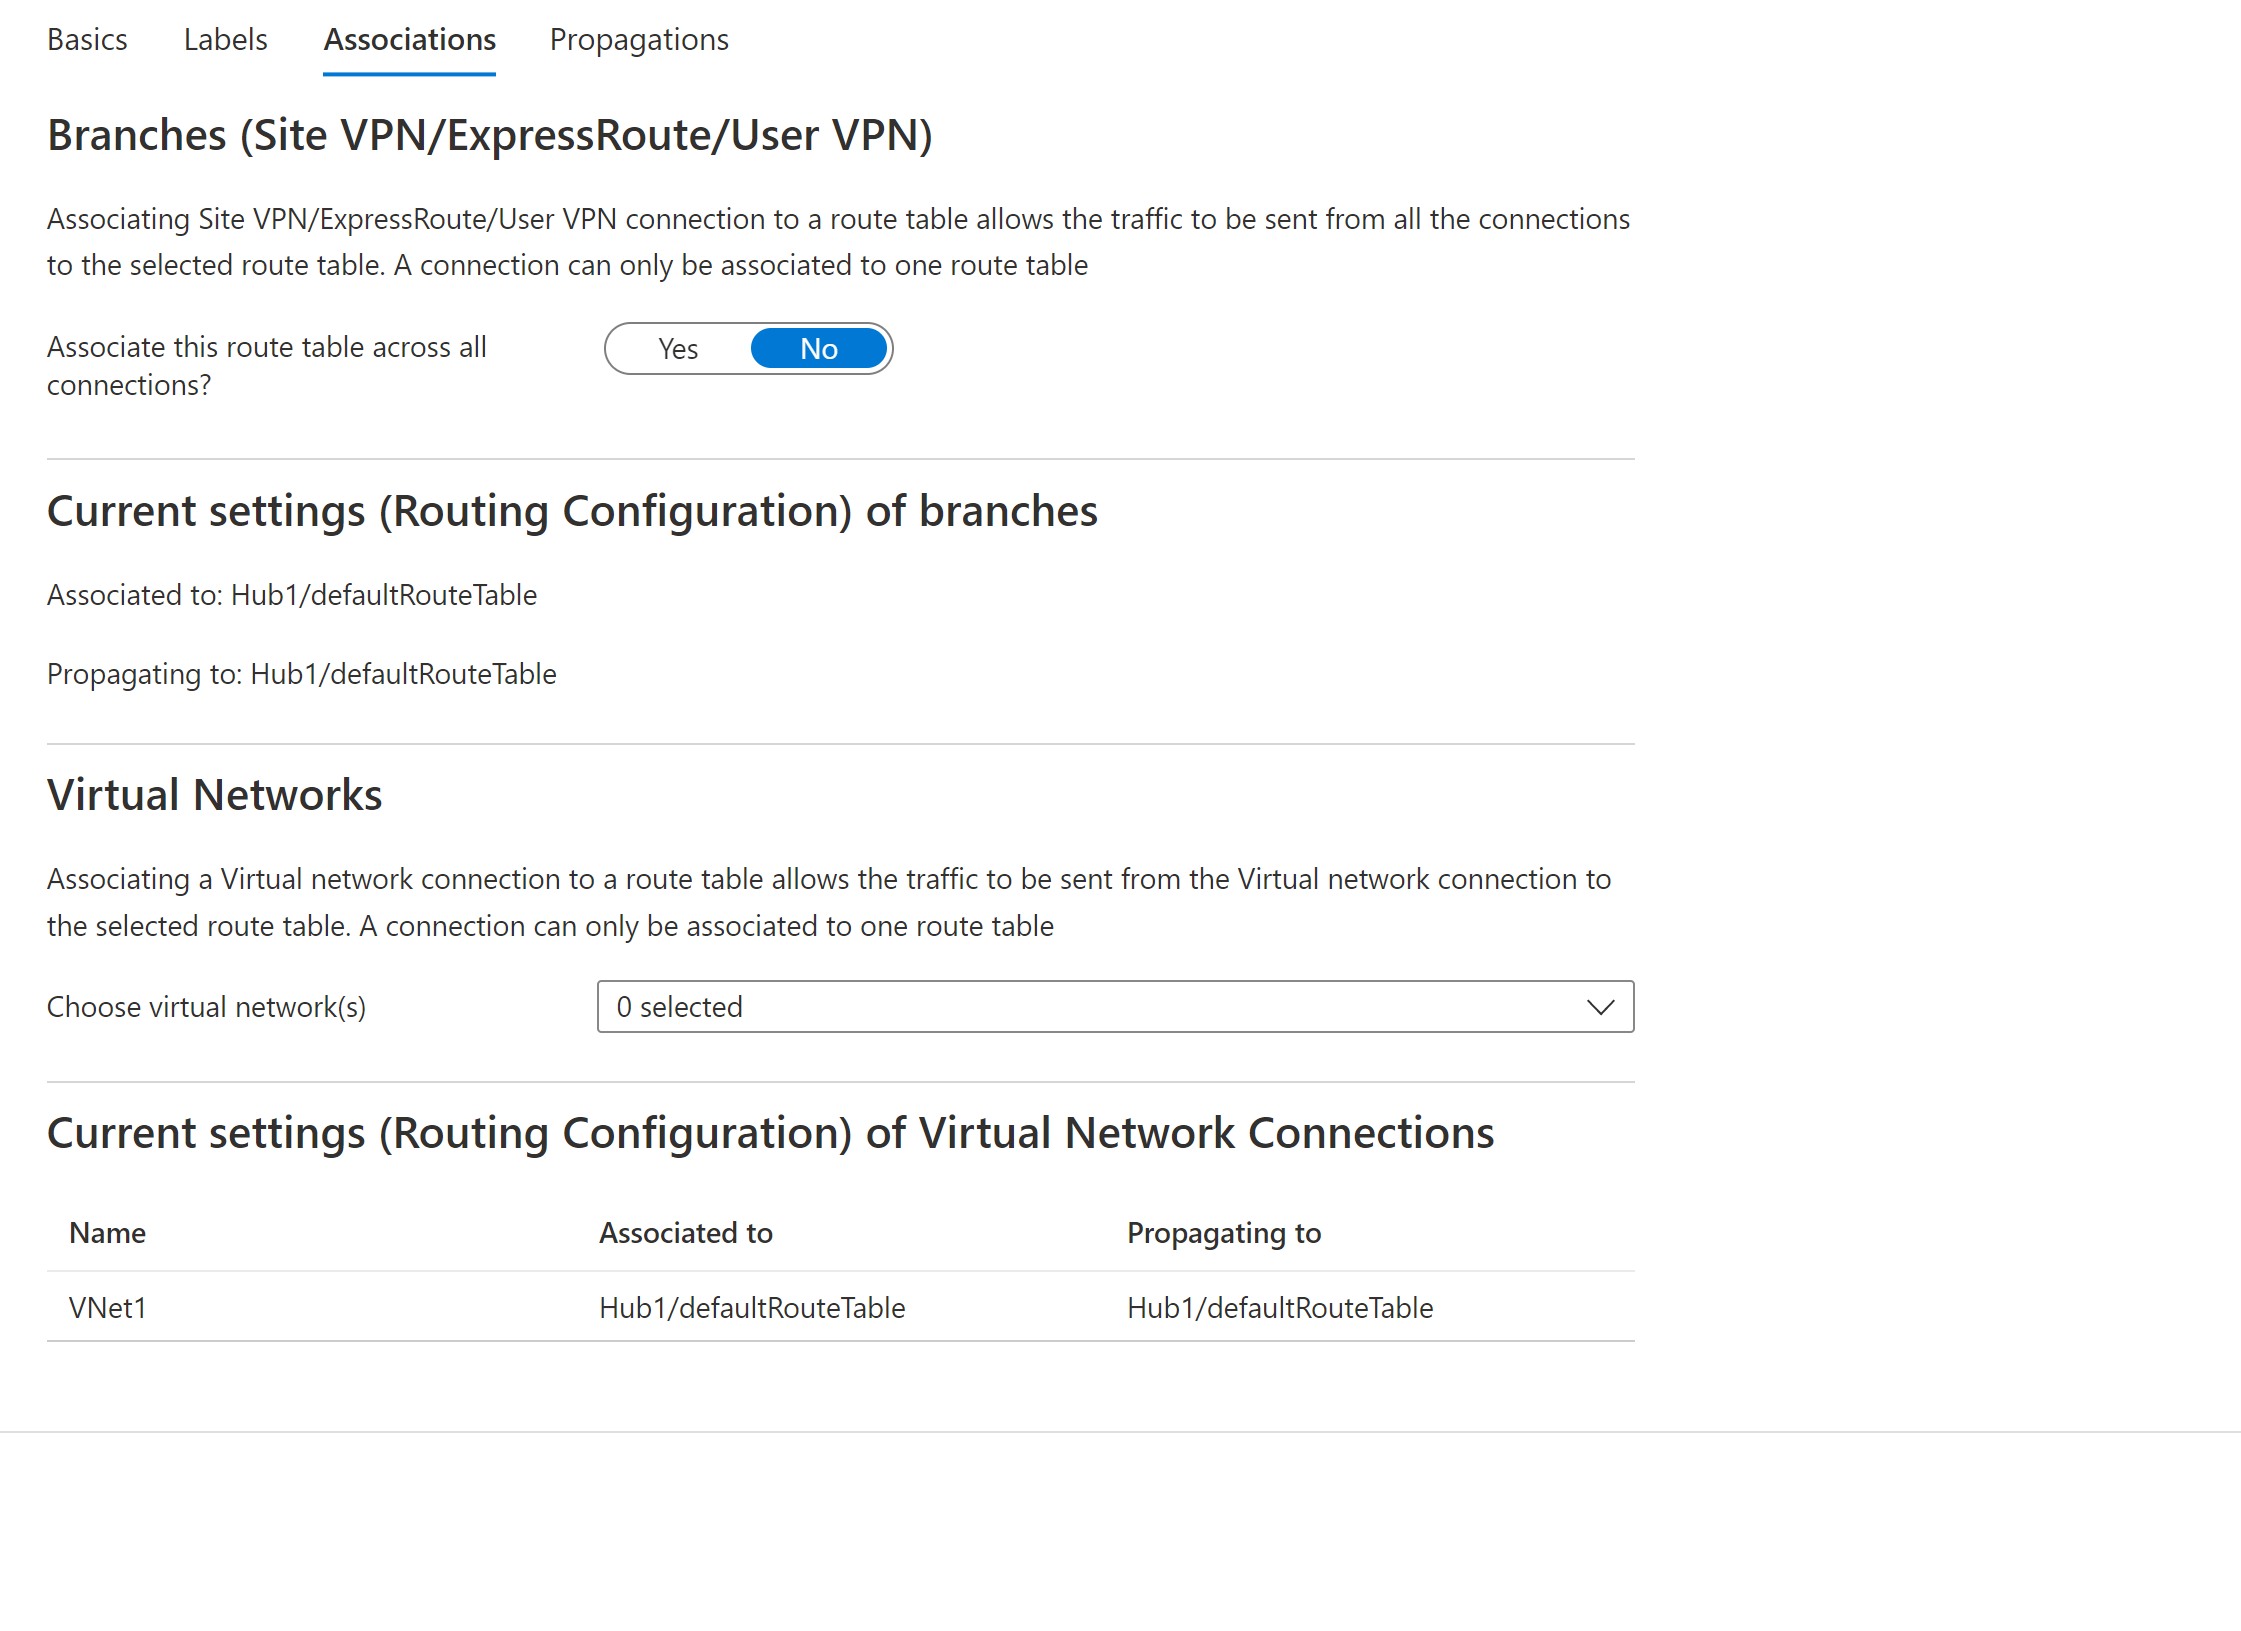 Basics Labels Associations Propagations
Branches (Site VPN/ExpressRoute/User VPN)
Associating Site VPN/ExpressRoute/User VPN connection to a route table allows the traffic to be sent from all the connections
to the selected route table. A connection can only be associated to one route table
Associate this route table across all
connections?
Yes No
Current settings (Routing Configuration) of branches
Associated to: Hub1/defaultRouteTable
Propagating to: Hub1/defaultRouteTable
Virtual Networks
Associating a Virtual network connection to a route table allows the traffic to be sent from the Virtual network connection to
the selected route table. A connection can only be associated to one route table
Choose virtual network(s) 0 selected
Current settings (Routing Configuration) of Virtual Network Connections
Name Associated to Propagating to
VNet1 Hub1/defaultRouteTable Hub1/defaultRouteTable